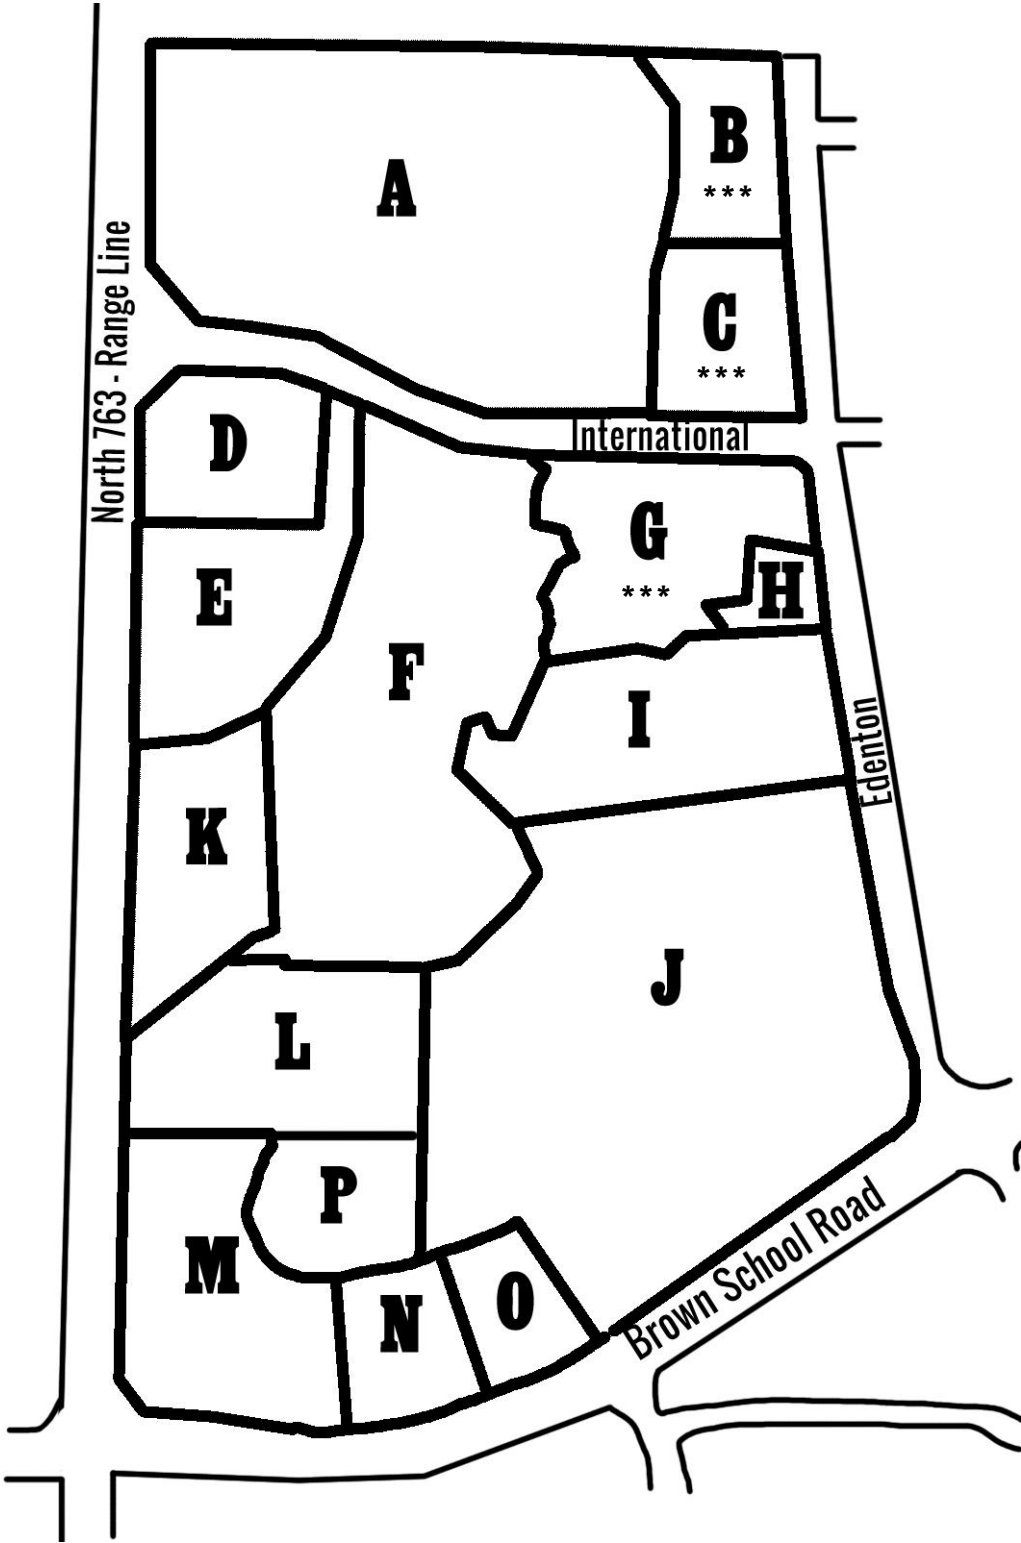 A
B
***
C
***
North 763 - Range Line
International
D
E
F
G
***
H
I
Edenton
K
J
L
P
M
N
O
Brown School Road